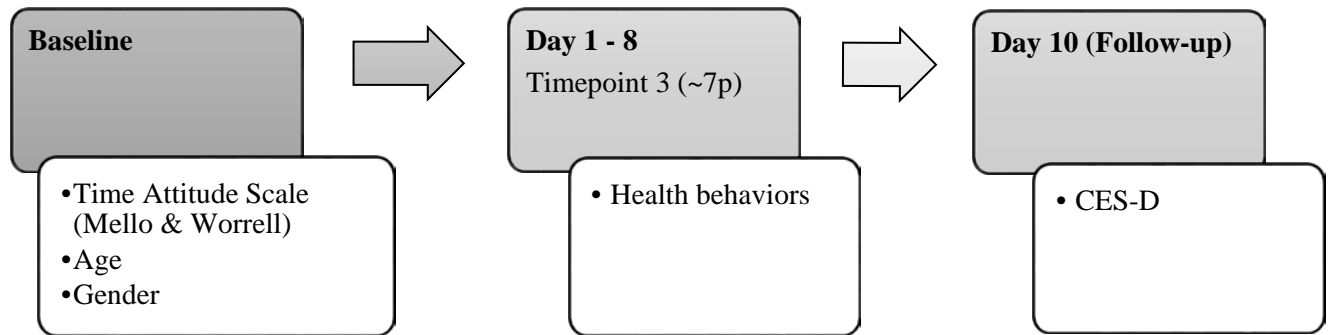 Baseline
•Time Attitude Scale
(Mello & Worrell)
•Age
•Gender
Day 1 - 8
Timepoint 3 (~7p)
• Health behaviors
Day 10 (Follow-up)
• CES-D